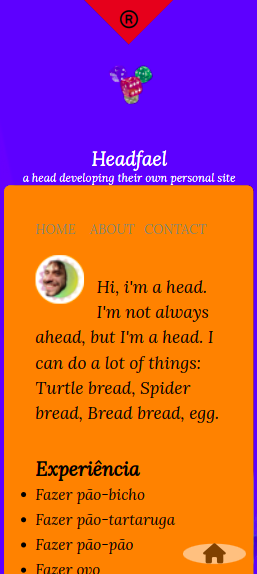 ®
Headfael
a head developing their own personal site
HOME ABOUT CONTACT
Hi, i'm a head.
I'm not always
ahead, but I'm a head. I
can do a lot of things:
Turtle bread, Spider
bread, Bread bread, egg.
Experiência
• Fazer pão-bicho
• Fazer pão-tartaruga
• Fazer pão-pão
• Fazer ovo